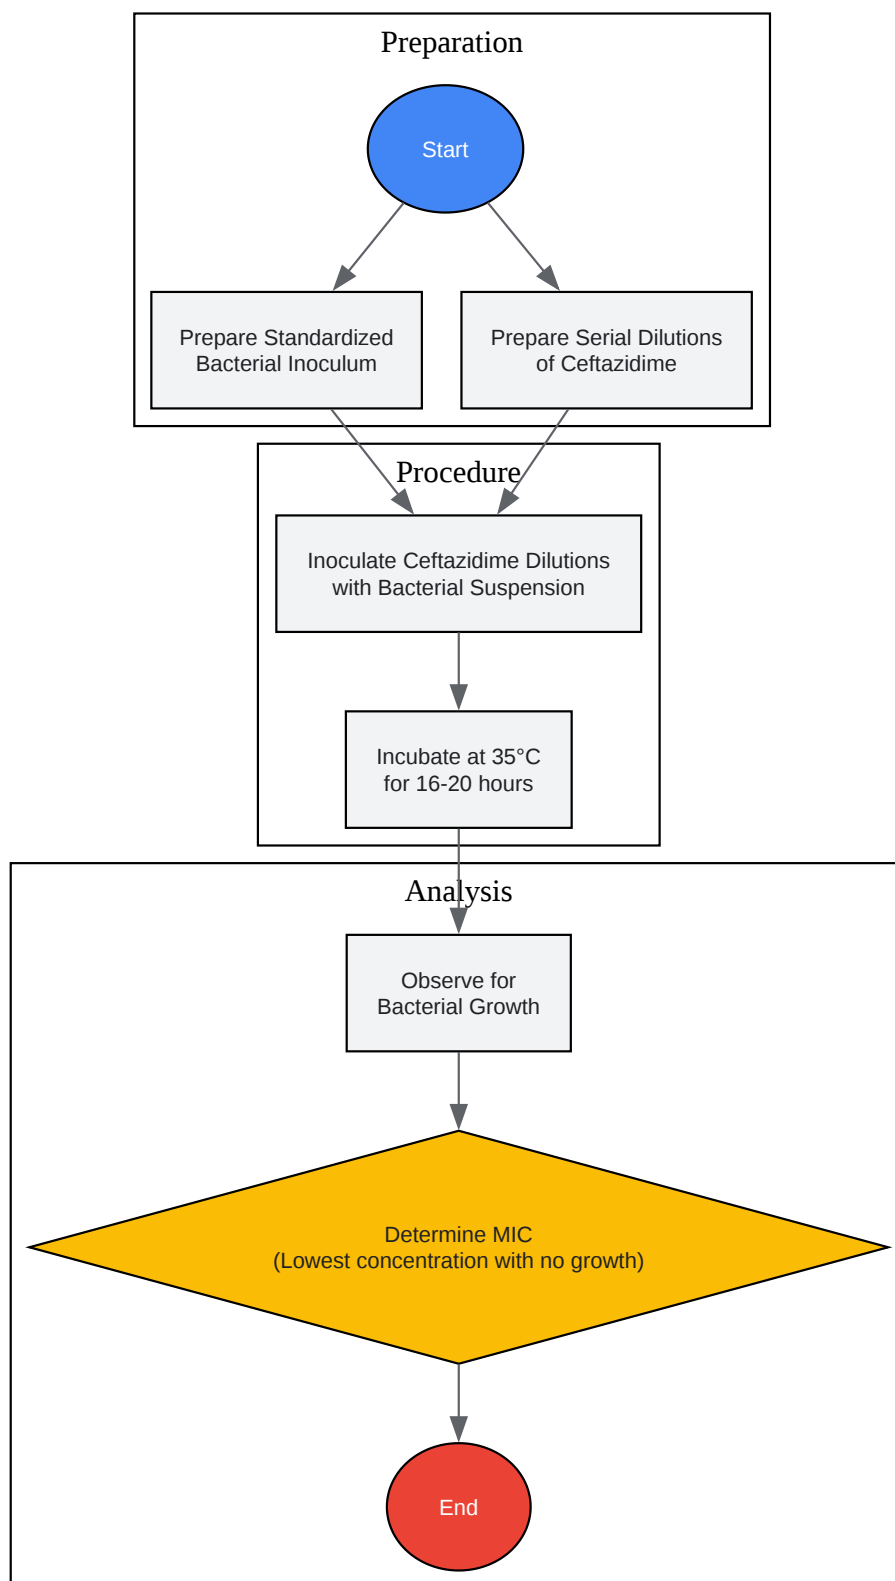 Preparation
Start
Prepare Standardized
Bacterial Inoculum
Prepare Serial Dilutions
of Ceftazidime
Procedure
Inoculate Ceftazidime Dilutions
with Bacterial Suspension
Incubate at 35°C
for 16-20 hours
Analysis
Observe for
Bacterial Growth
Determine MIC
(Lowest concentration with no growth)
End